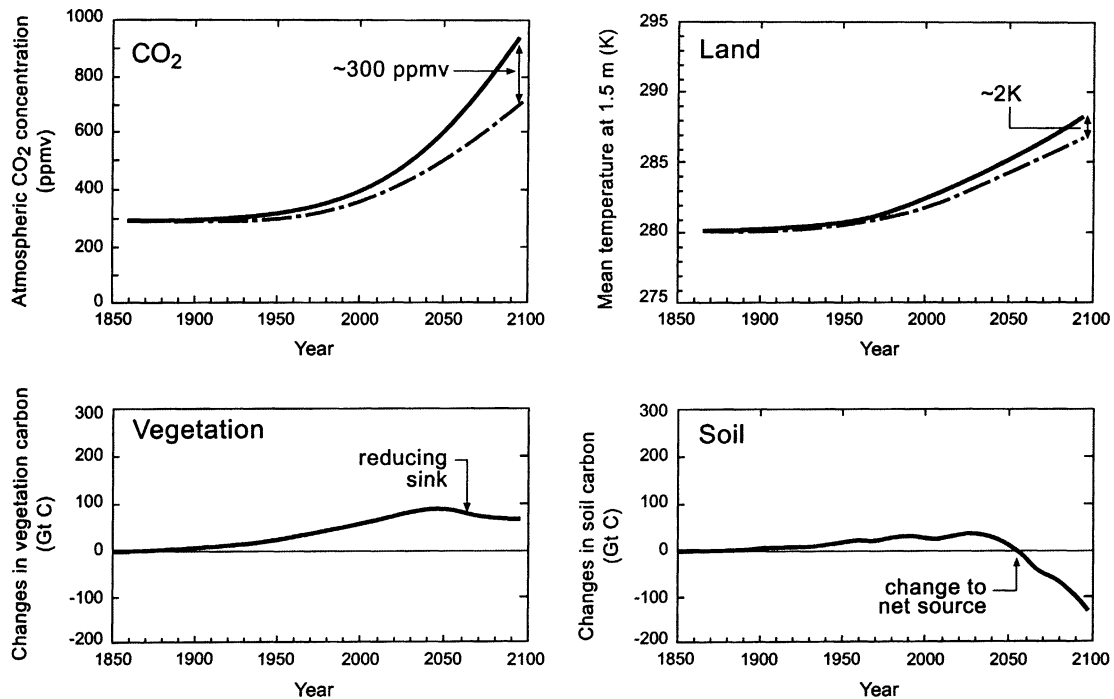 CO2
Atmospheric CO2 concentration
(ppmv)
1000
800
600
400
200
0
~300 ppmv
1850
1900
1950
2000
2050
2100
Year
Land
Mean temperature at 1.5 m (K)
295
290
285
280
275
~2K
1850
1900
1950
2000
2050
2100
Year
Vegetation
Changes in vegetation carbon
(Gt C)
300
200
100
0
-100
-200
reducing
sink
1850
1900
1950
2000
2050
2100
Year
Soil
Changes in soil carbon
(Gt C)
300
200
100
0
-100
-200
change to
net source
1850
1900
1950
2000
2050
2100
Year